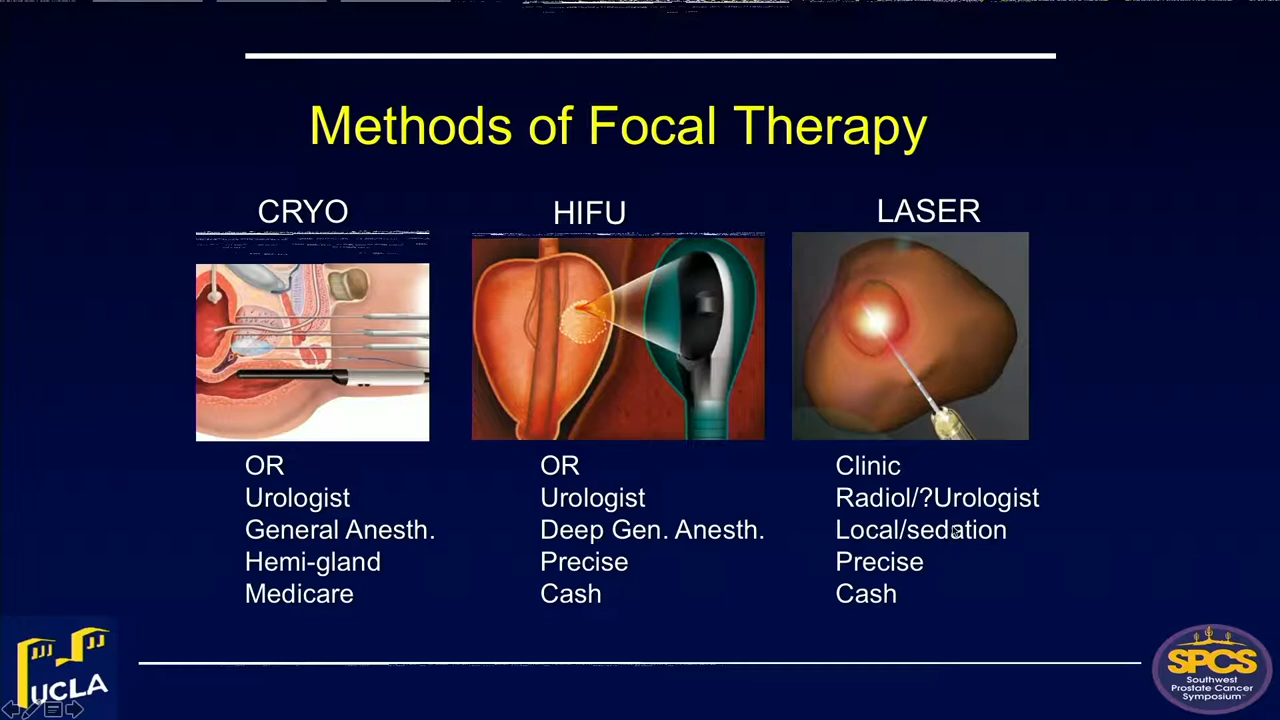 Methods of Focal Therapy
CRYO
HIFU
LASER
OR
Urologist
General Anesth.
Hemi-gland
Medicare
OR
Urologist
Deep Gen. Anesth.
Precise
Cash
Clinic
Radiol/?Urologist
Local/sedation
Precise
Cash
UCLA
SPCS
Southwest
Prostate Cancer
Symposium